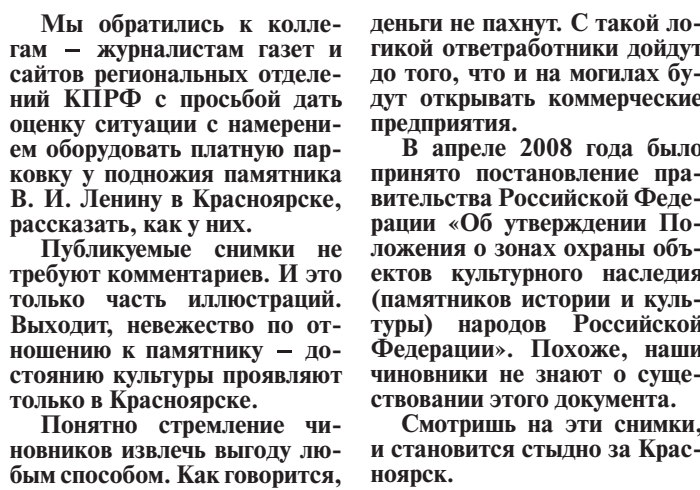 Мы обратились к колле-
гам – журналистам газет и
сайтов региональных отделе-
ний КПРФ с просьбой дать
оценку ситуации с намерени-
ем оборудовать платную пар-
ковку у подножия памятника
В. И. Ленину в Красноярске,
рассказать, как у них.
Публикуемые снимки не
требуют комментариев. И это
только часть иллюстраций.
Выходит, невежество по от-
ношению к памятнику – до-
стоянию культуры проявляют
только в Красноярске.
Понятно стремление чи-
новников извлечь выгоду лю-
бым способом. Как говорится,
деньги не пахнут. С такой ло-
гикой ответработники дойдут
до того, что и на могилах бу-
дут открывать коммерческие
предприятия.
В апреле 2008 года было
принято постановление пра-
вительства Российской Феде-
рации «Об утверждении По-
ложения о зонах охраны объ-
ектов культурного наследия
(памятников истории и куль-
туры) народов Российской
Федерации». Похоже, наши
чиновники не знают о суще-
ствовании этого документа.
Смотришь на эти снимки,
и становится стыдно за Крас-
ноярск.